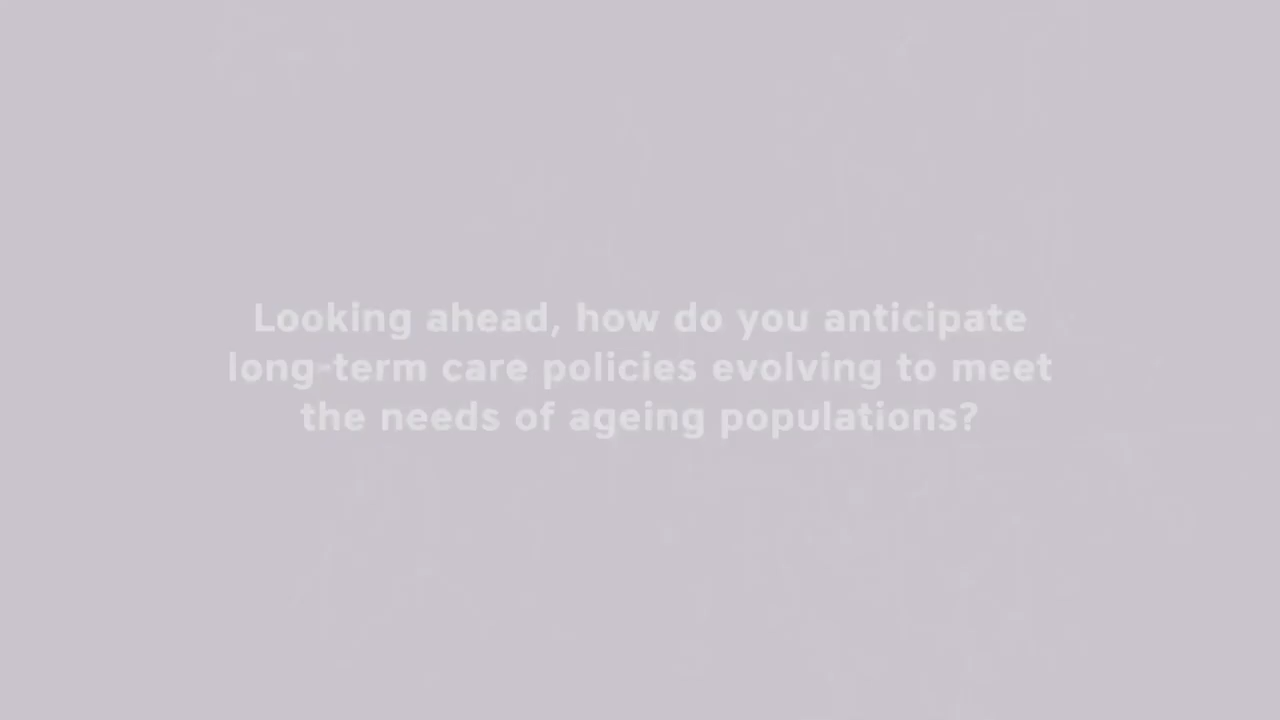 Looking ahead, how do you anticipate
long-term care policies evolving to meet
the needs of ageing populations?